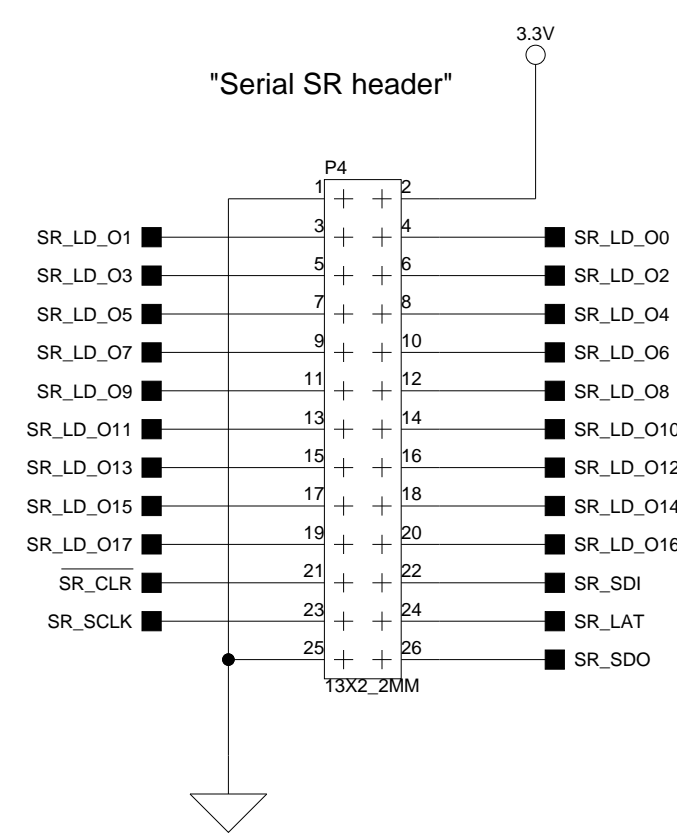 3.3V
"Serial SR header"
P4
1 2
SR_LD_O1 3 4 SR_LD_O0
SR_LD_O3 5 6 SR_LD_O2
SR_LD_O5 7 8 SR_LD_O4
SR_LD_O7 9 10 SR_LD_O6
SR_LD_O9 11 12 SR_LD_O8
SR_LD_O11 13 14 SR_LD_O10
SR_LD_O13 15 16 SR_LD_O12
SR_LD_O15 17 18 SR_LD_O14
SR_LD_O17 19 20 SR_LD_O16
SR_CLR 21 22 SR_SDI
SR_SCLK 23 24 SR_LAT
25 26 SR_SDO
13X2_2MM